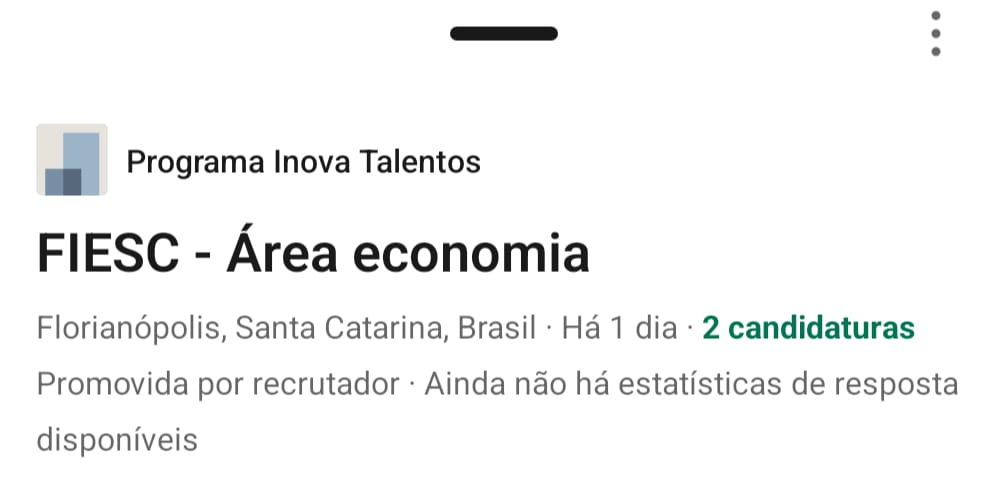 Programa Inova Talentos
FIESC - Área economia
Florianópolis, Santa Catarina, Brasil · Há 1 dia · 2 candidaturas
Promovida por recrutador · Ainda não há estatísticas de resposta
disponíveis